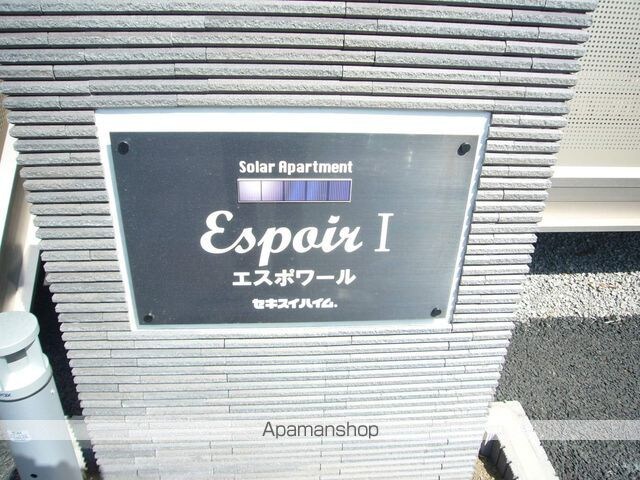 Solar Apartment
Espoir I
エスポワール
セキスイハイム.
Apamanshop